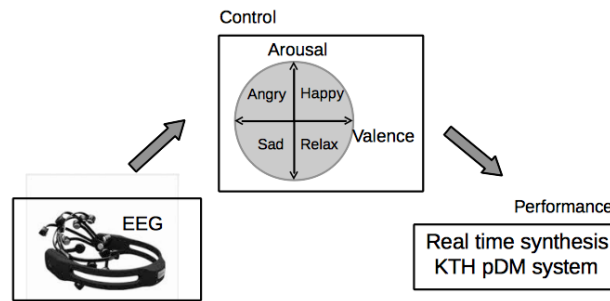 Control
Arousal
Angry Happy
Sad Relax
Valence
EEG
Performance
Real time synthesis
KTH pDM system